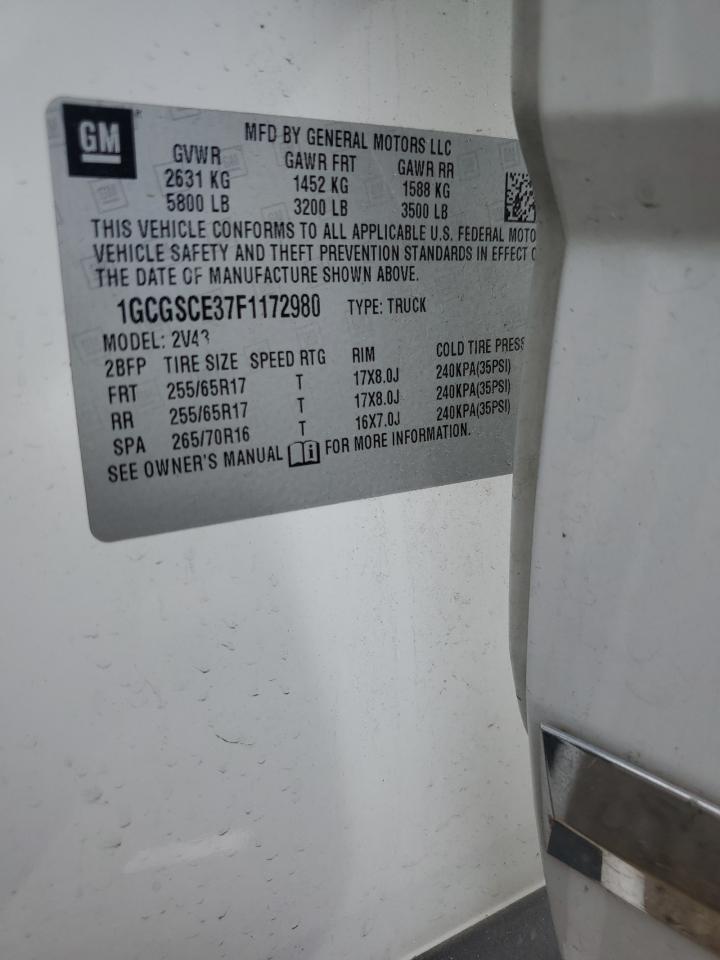 GM
MFD BY GENERAL MOTORS LLC
GVWR GAWR FRT GAWR RR
2631 KG 1452 KG 1588 KG
5800 LB 3200 LB 3500 LB
THIS VEHICLE CONFORMS TO ALL APPLICABLE U.S. FEDERAL MOTO
VEHICLE SAFETY AND THEFT PREVENTION STANDARDS IN EFFECT O
THE DATE OF MANUFACTURE SHOWN ABOVE.
1GCGSCE37F1172980 TYPE: TRUCK
MODEL: 2V43
2BFP TIRE SIZE SPEED RTG RIM COLD TIRE PRESS
FRT 255/65R17 T 17X8.0J 240KPA(35PSI)
RR 255/65R17 T 17X8.0J 240KPA(35PSI)
SPA 265/70R16 T 16X7.0J 240KPA(35PSI)
SEE OWNER'S MANUAL i FOR MORE INFORMATION.